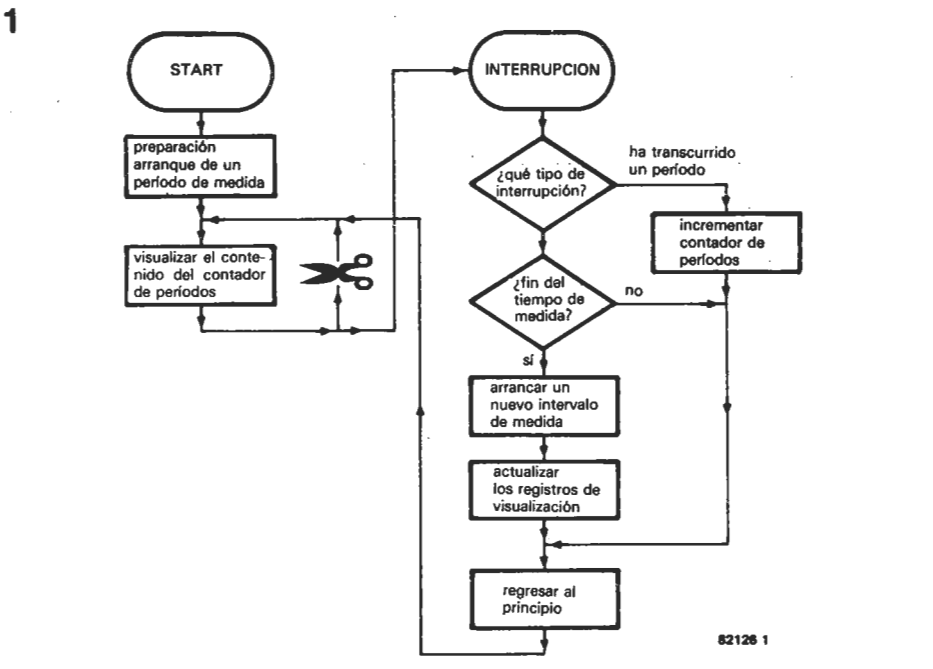 1
START
preparación
arranque de un
período de medida
visualizar el conte-
nido del contador
de períodos
INTERRUPCION
¿qué tipo de
interrupción?
ha transcurrido
un período
incrementar
contador de
períodos
¿fin del
tiempo de
medida?
no
sí
arrancar un
nuevo intervalo
de medida
actualizar
los registros de
visualización
regresar al
principio
82126 1